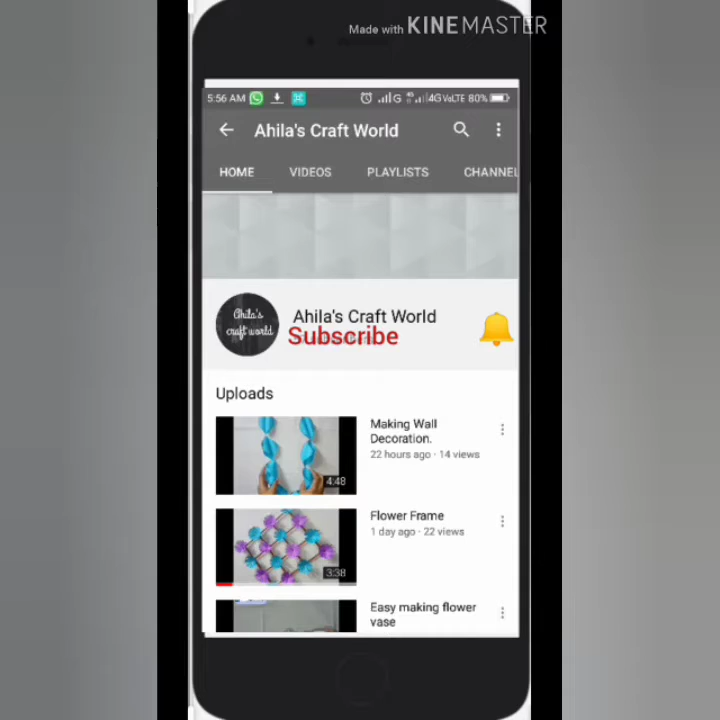 Made with KINEMASTER
5:56 AM G 4G 4G VoLTE 80%
Ahila's Craft World
HOME VIDEOS PLAYLISTS CHANNEL
Ahila's
craft world
Ahila's Craft World
Subscribe
Uploads
Making Wall
Decoration.
22 hours ago · 14 views
4:48
Flower Frame
1 day ago · 22 views
3:38
Easy making flower
vase